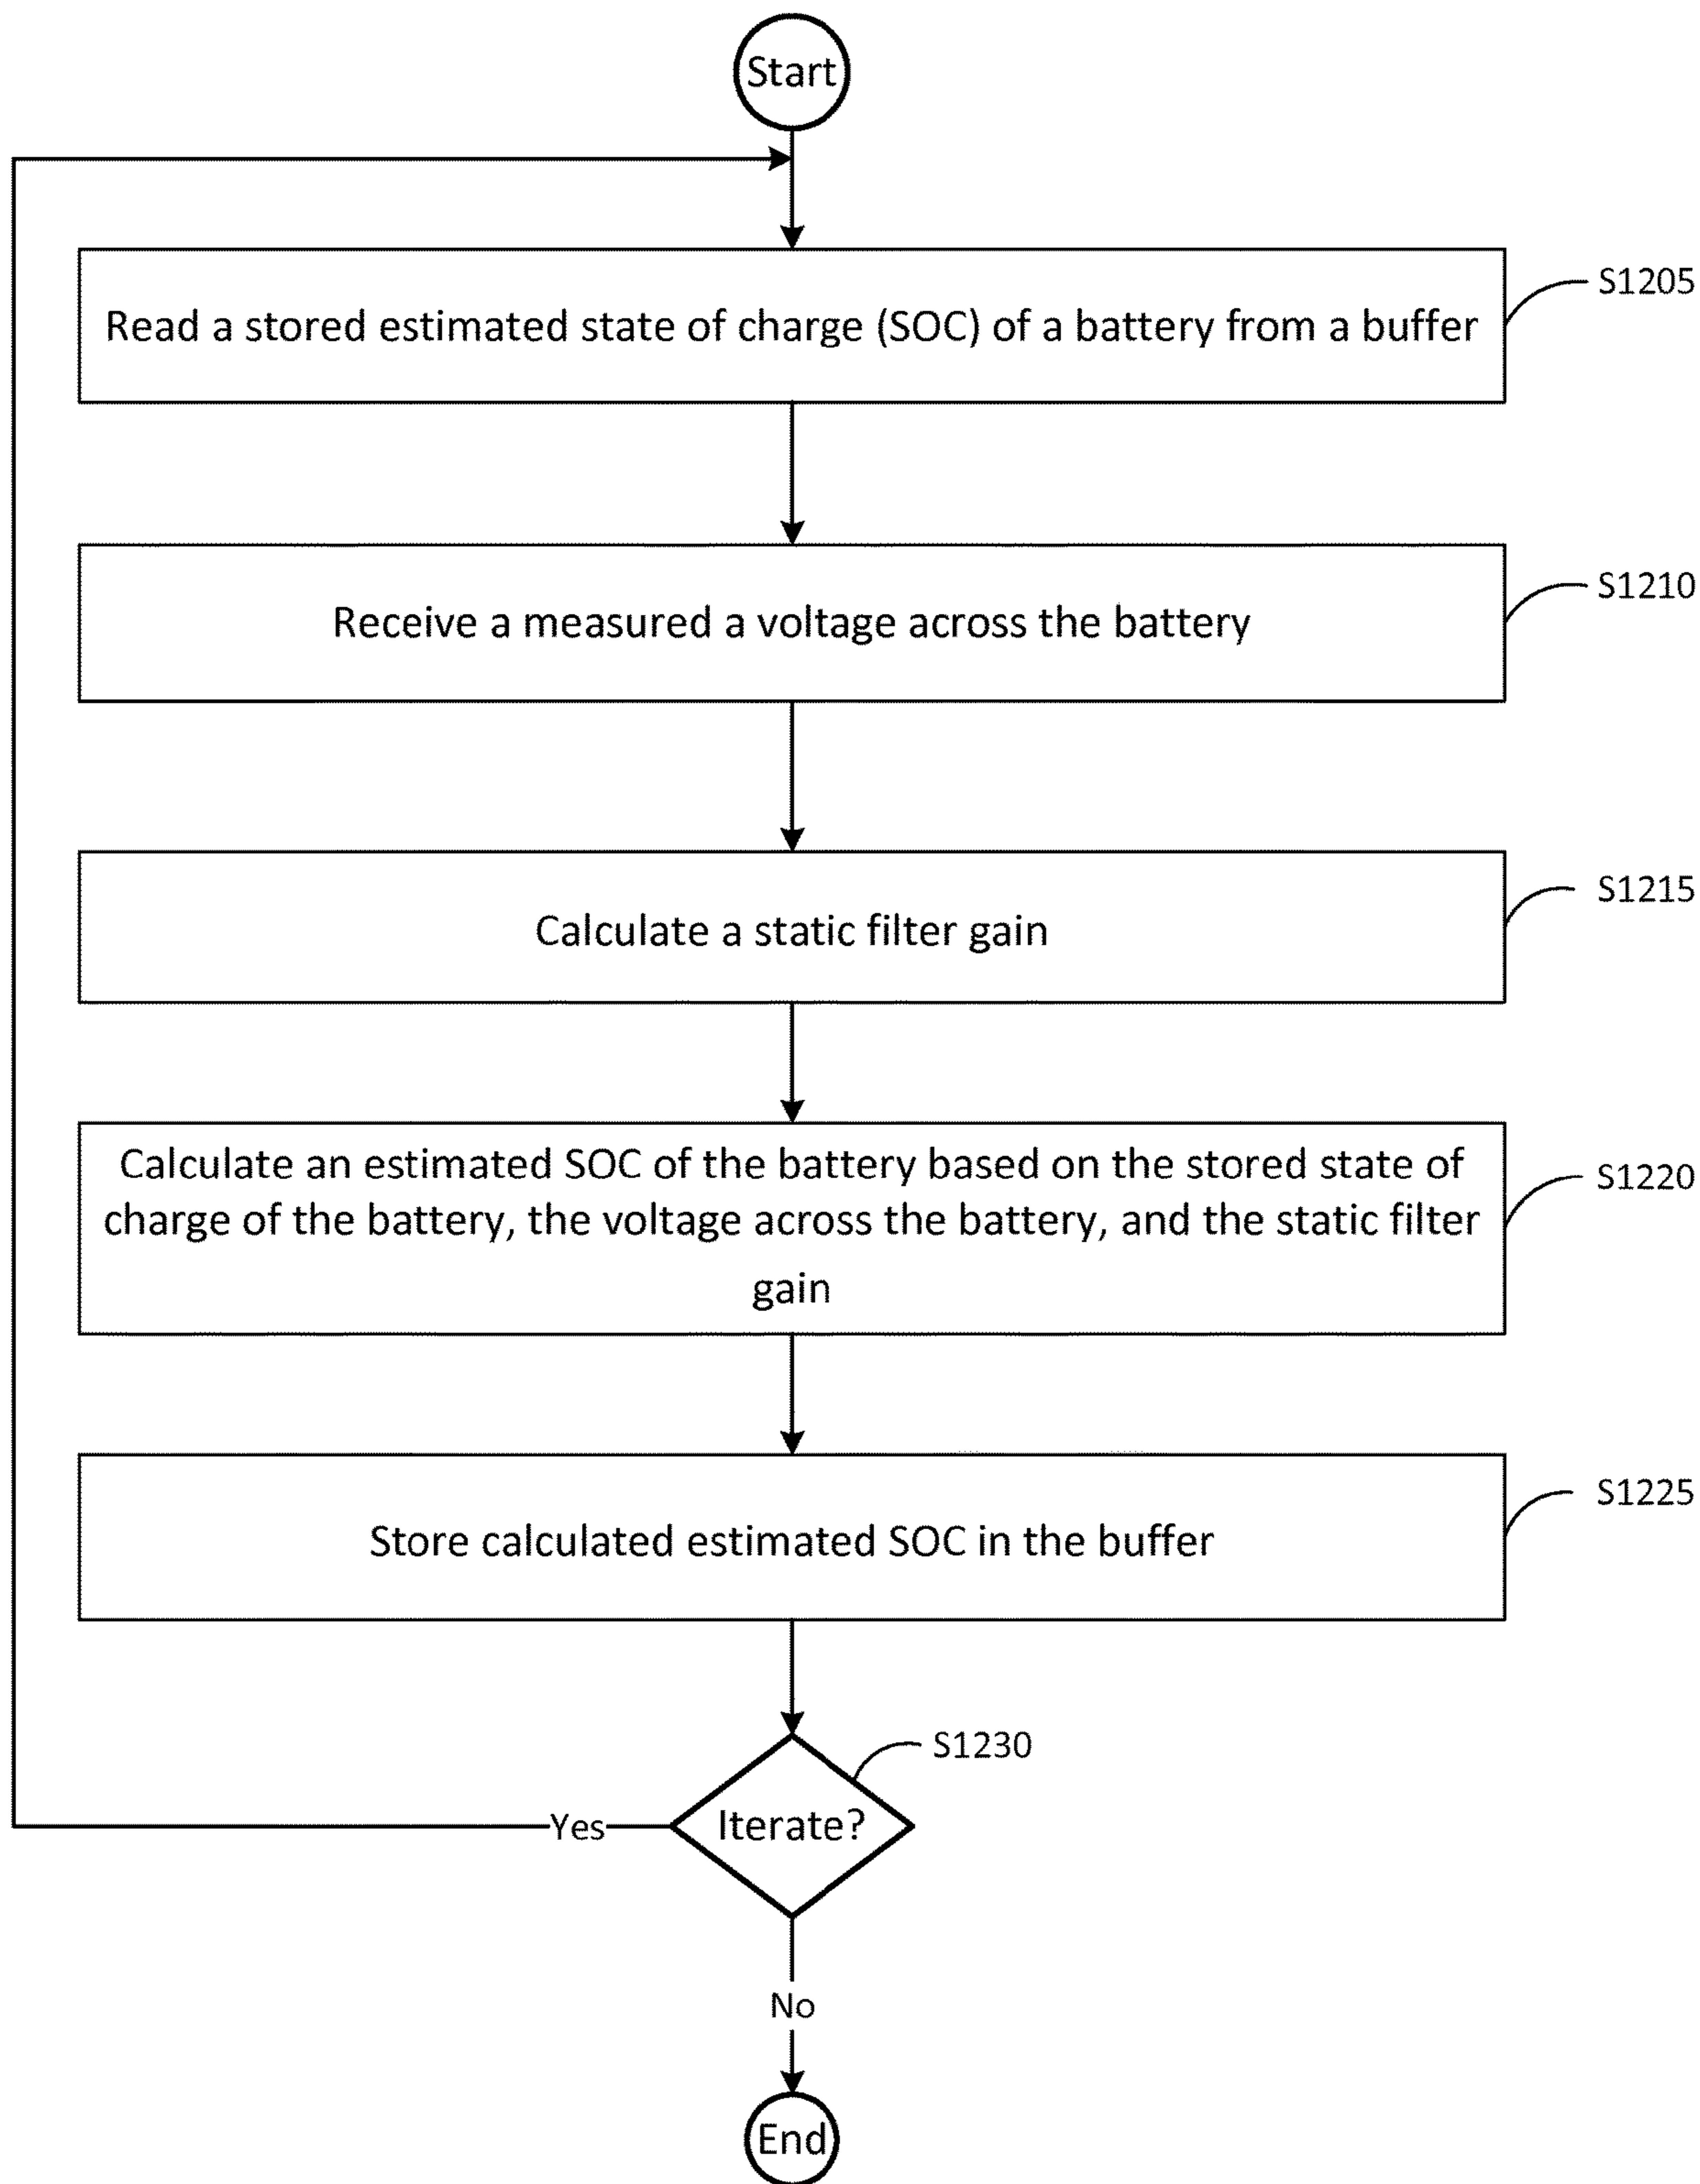 Start
Read a stored estimated state of charge (SOC) of a battery from a buffer
S1205
Receive a measured a voltage across the battery
S1210
Calculate a static filter gain
S1215
Calculate an estimated SOC of the battery based on the stored state of
charge of the battery, the voltage across the battery, and the static filter
gain
S1220
Store calculated estimated SOC in the buffer
S1225
S1230
Iterate?
Yes
No
End